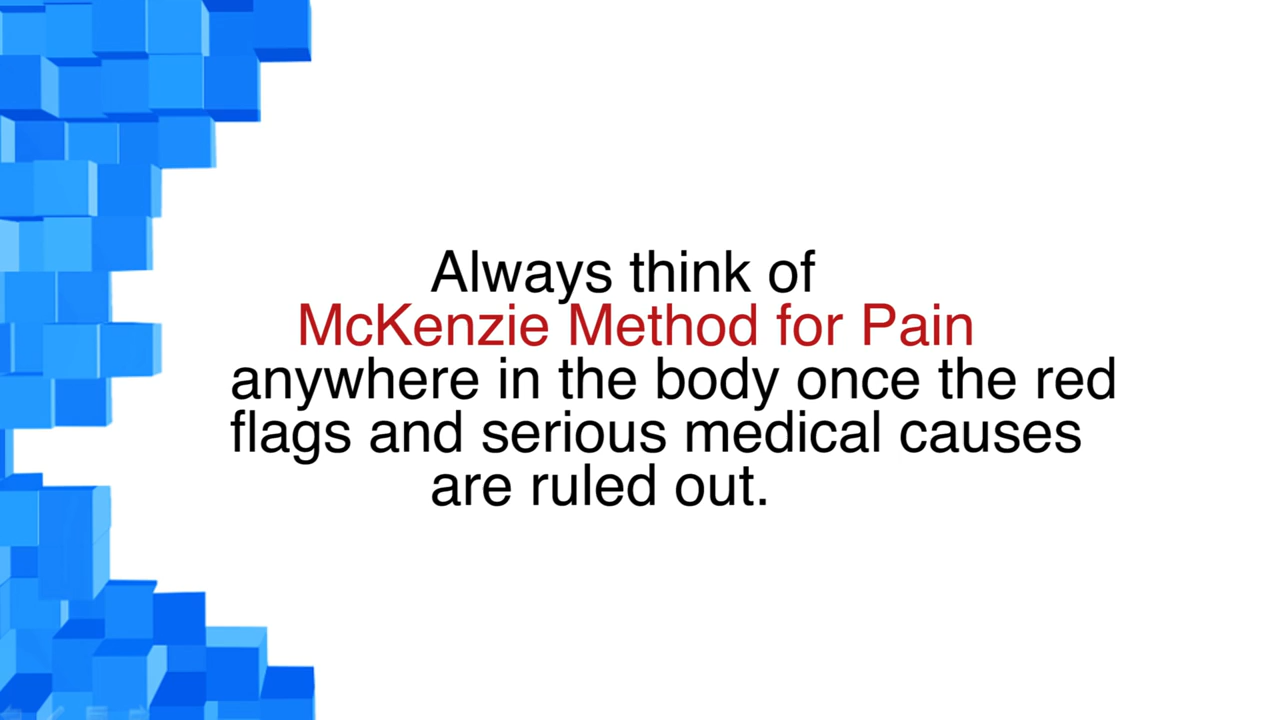 Always think of
McKenzie Method for Pain
anywhere in the body once the red
flags and serious medical causes
are ruled out.